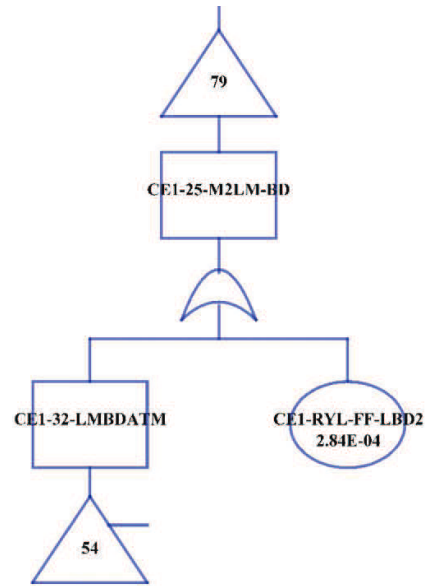 79
CE1-25-M2LM-BD
CE1-32-LMBDATM
CE1-RYL-FF-LBD2
2.84E-04
54